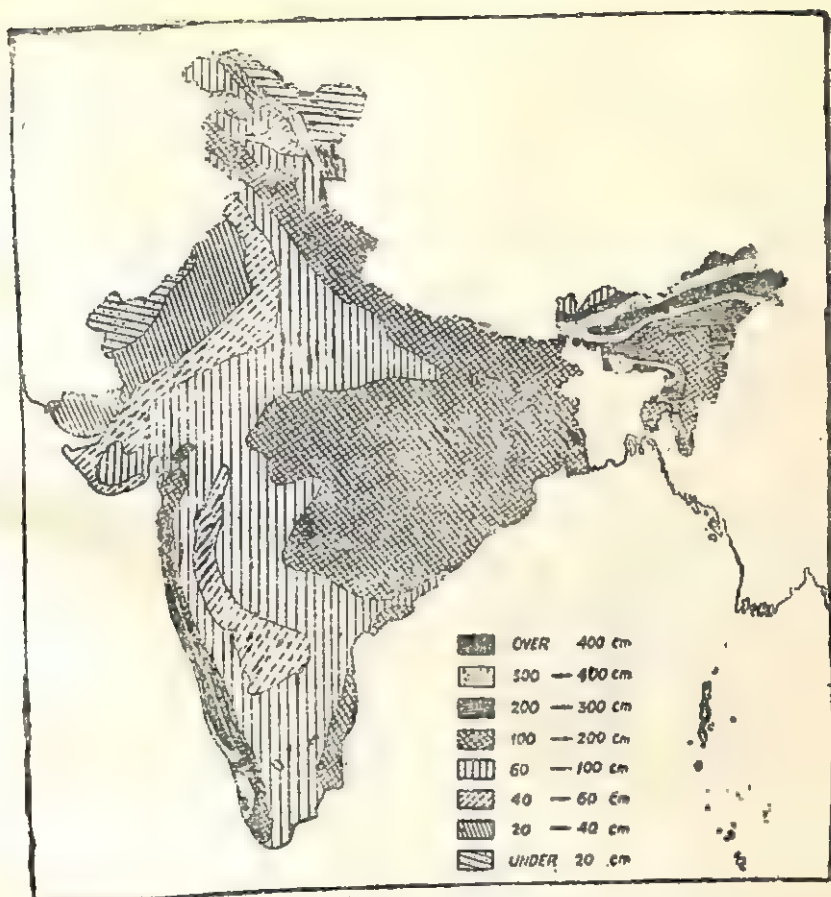 OVER 400 cm
300 — 400 cm
200 — 300 cm
100 — 200 cm
60 — 100 cm
40 — 60 cm
20 — 40 cm
UNDER 20 cm